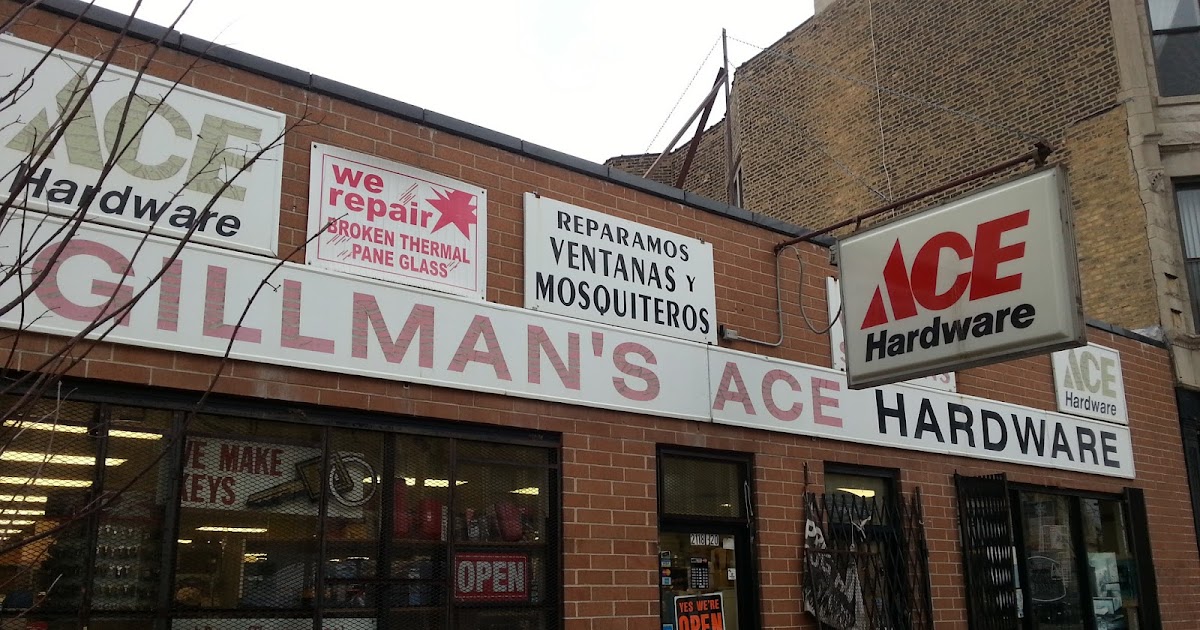 ACE
Hardware
we
repair
BROKEN THERMAL
PANE GLASS
REPARAMOS
VENTANAS Y
MOSQUITEROS
ACE
Hardware
ACE
Hardware
GILLMAN'S ACE HARDWARE
WE MAKE
KEYS
OPEN
YES WE'RE
OPEN